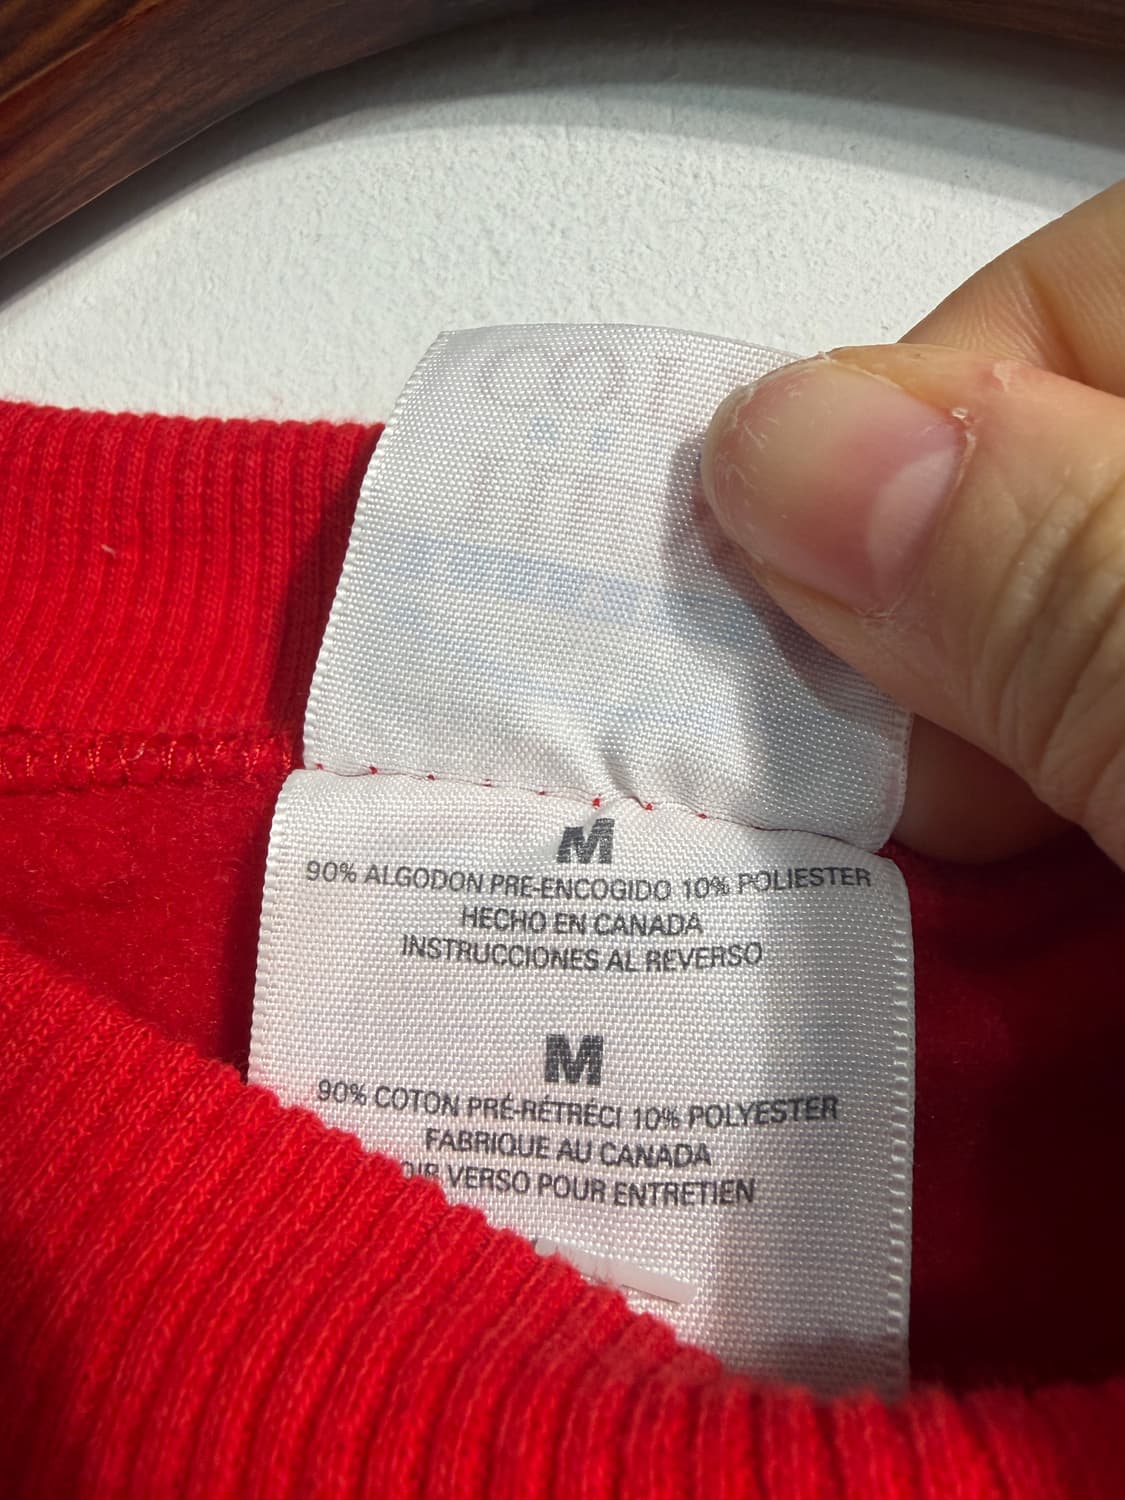 M
90% ALGODON PRE-ENCOGIDO 10% POLIESTER
HECHO EN CANADA
INSTRUCCIONES AL REVERSO
M
90% COTON PRÉ-RÉTRÉCI 10% POLYESTER
FABRIQUE AU CANADA
VERSO POUR ENTRETIEN